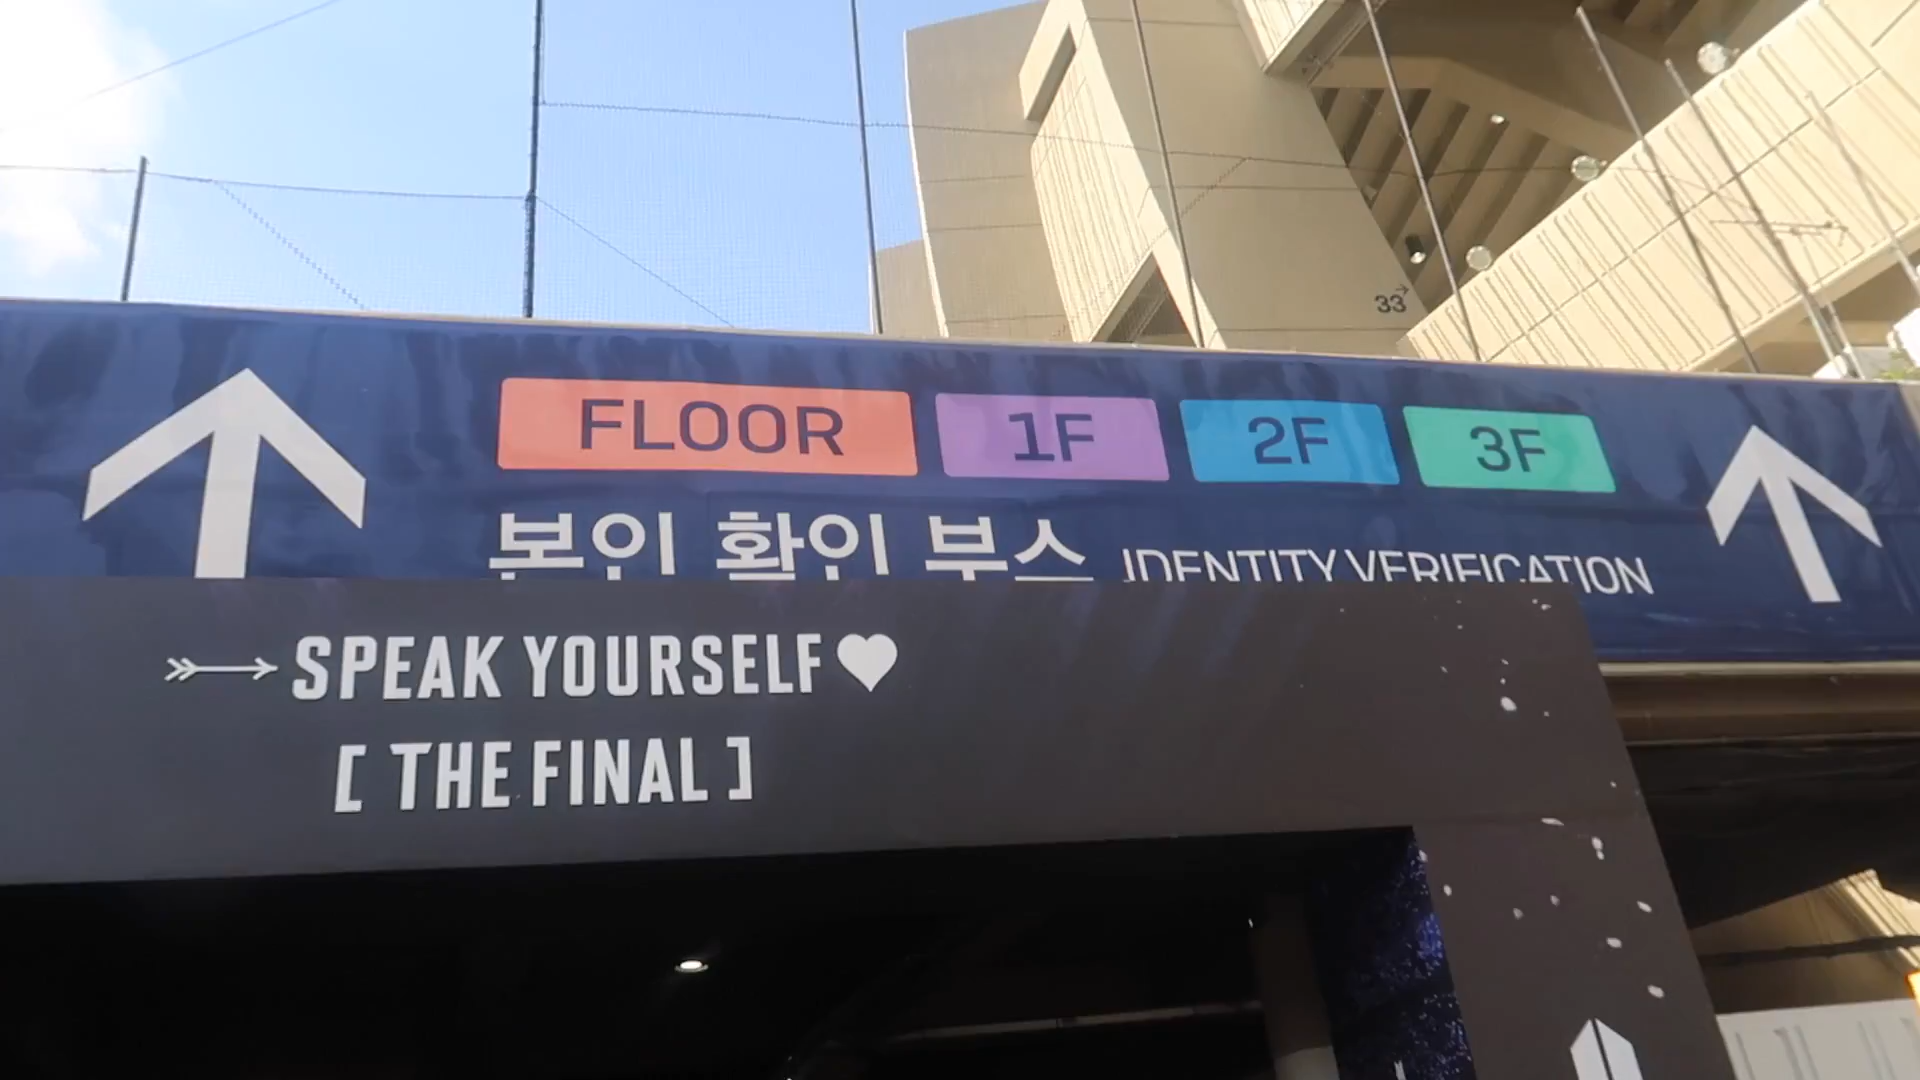 33
FLOOR 1F 2F 3F
본인 확인 부스 IDENTITY VERIFICATION
SPEAK YOURSELF
[ THE FINAL ]